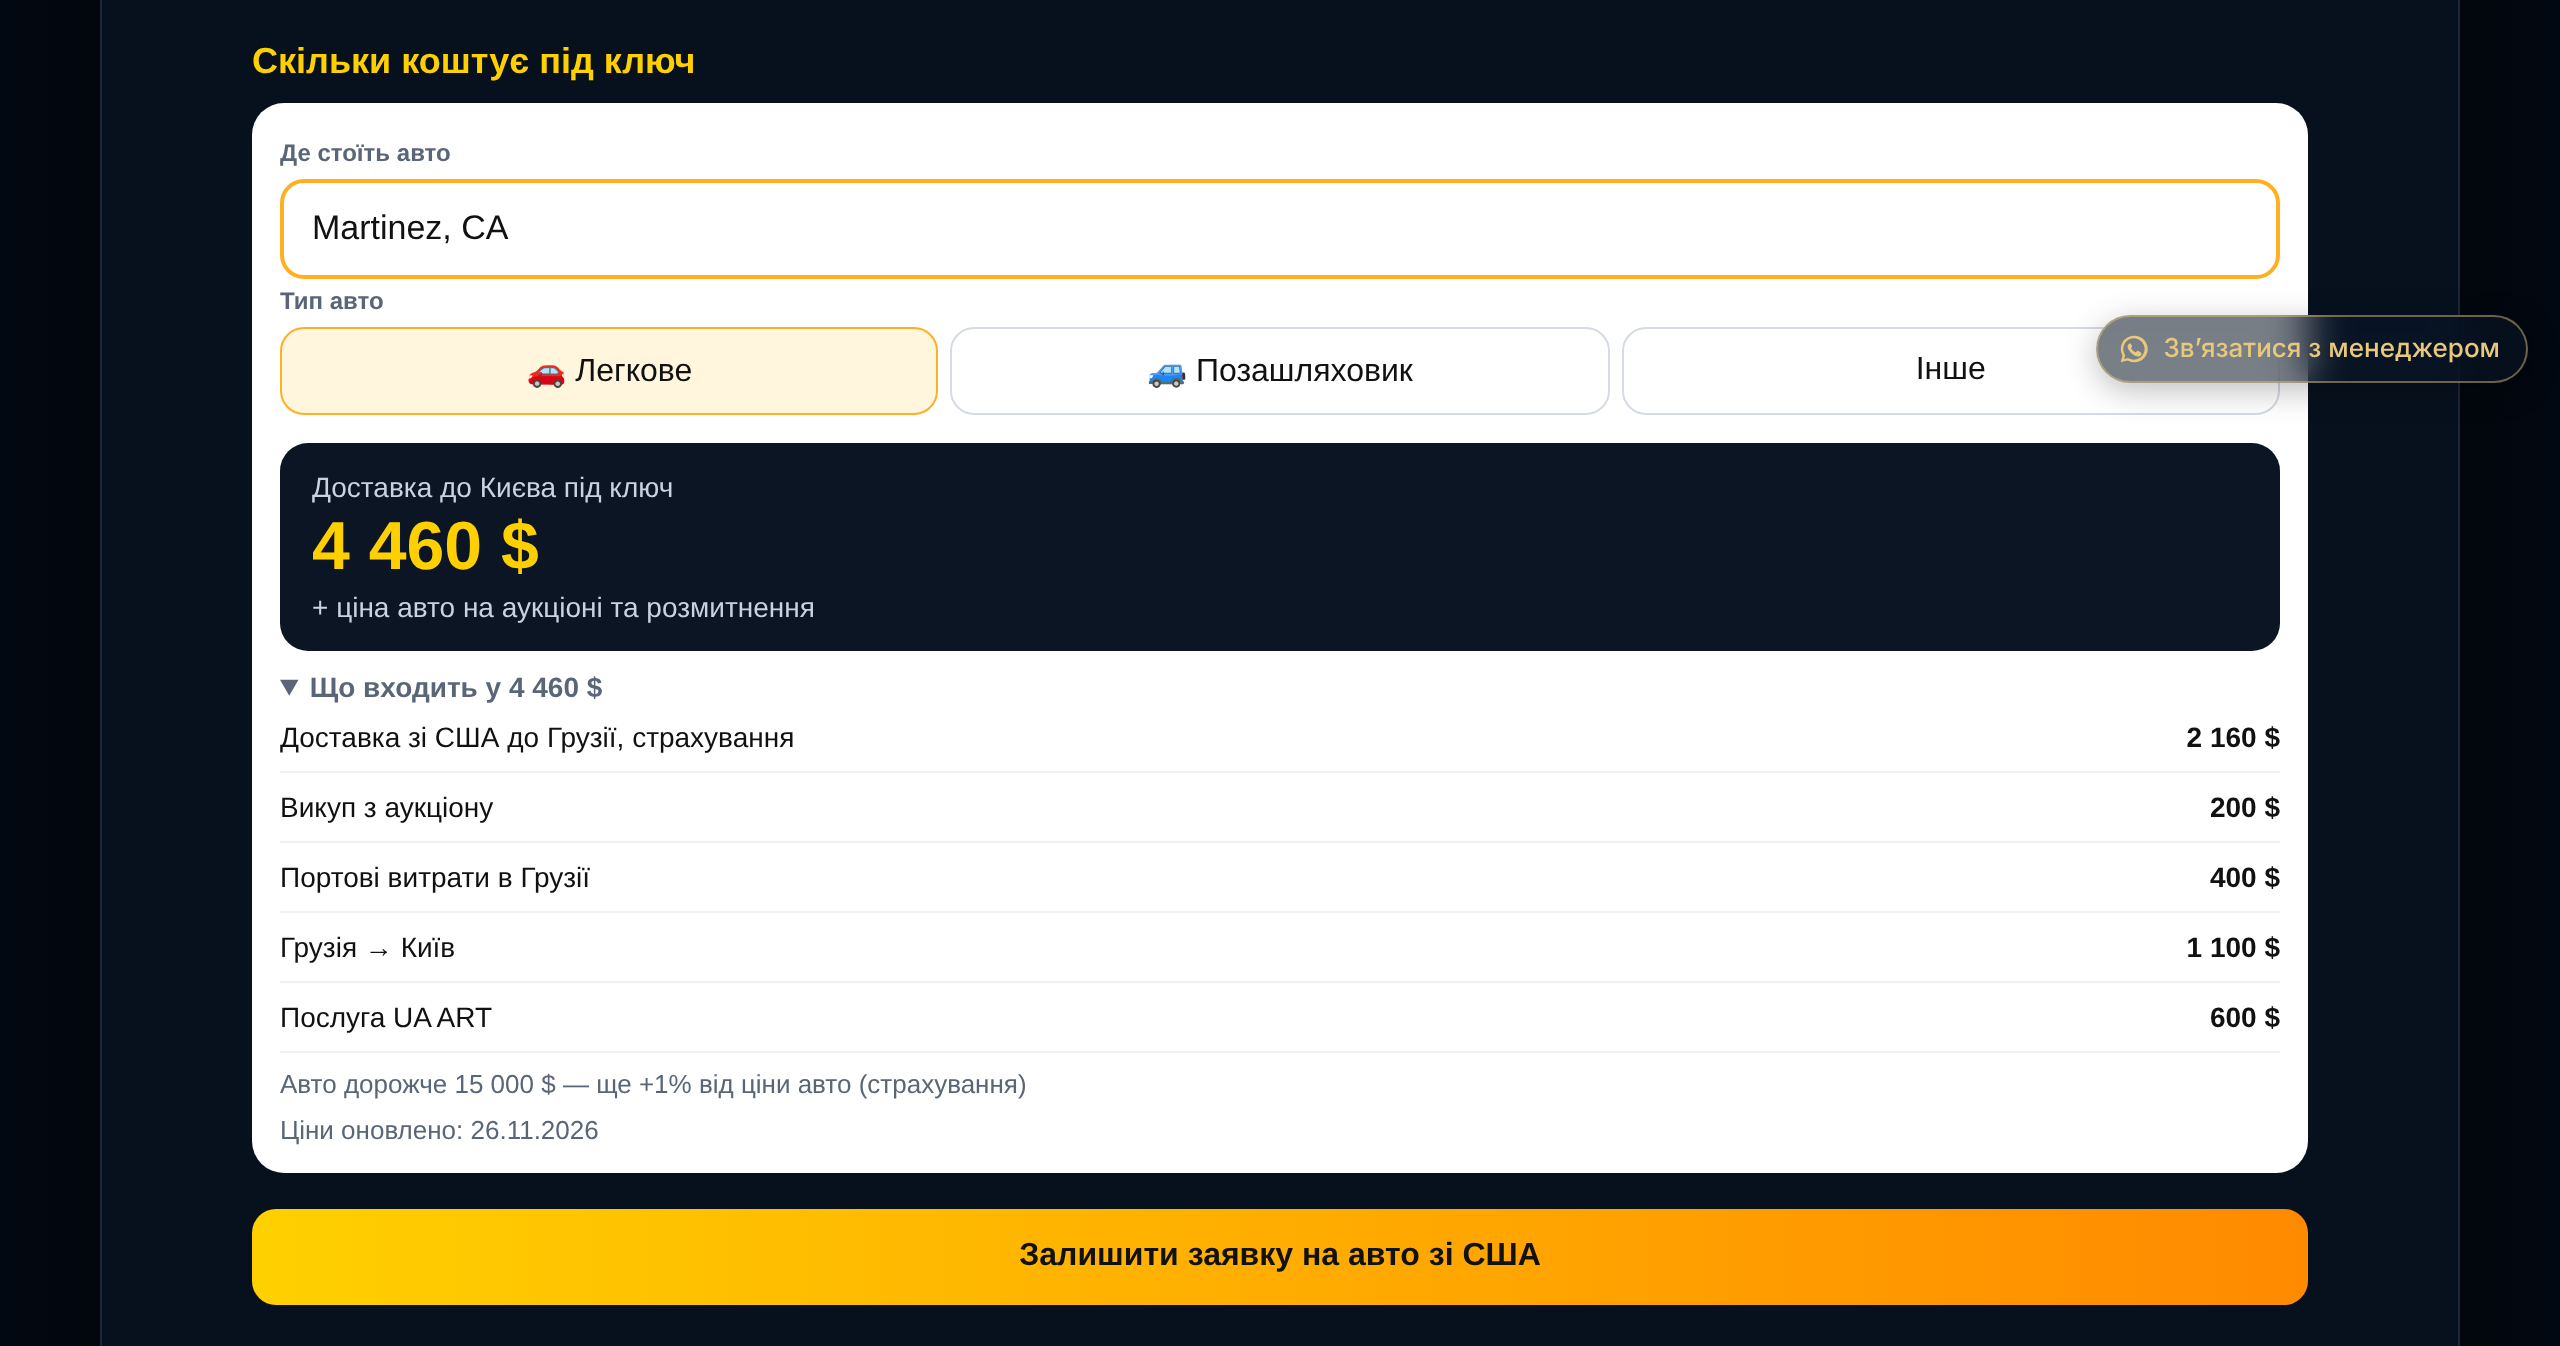 Скільки коштує під ключ
Де стоїть авто
Martinez, CA
Тип авто
🚗 Легкове
🚙 Позашляховик
Інше
Зв’язатися з менеджером
Доставка до Києва під ключ
4 460 $
+ ціна авто на аукціоні та розмитнення
▼ Що входить у 4 460 $
Доставка зі США до Грузії, страхування 2 160 $
Викуп з аукціону 200 $
Портові витрати в Грузії 400 $
Грузія → Київ 1 100 $
Послуга UA ART 600 $
Авто дорожче 15 000 $ — ще +1% від ціни авто (страхування)
Ціни оновлено: 26.11.2026
Залишити заявку на авто зі США